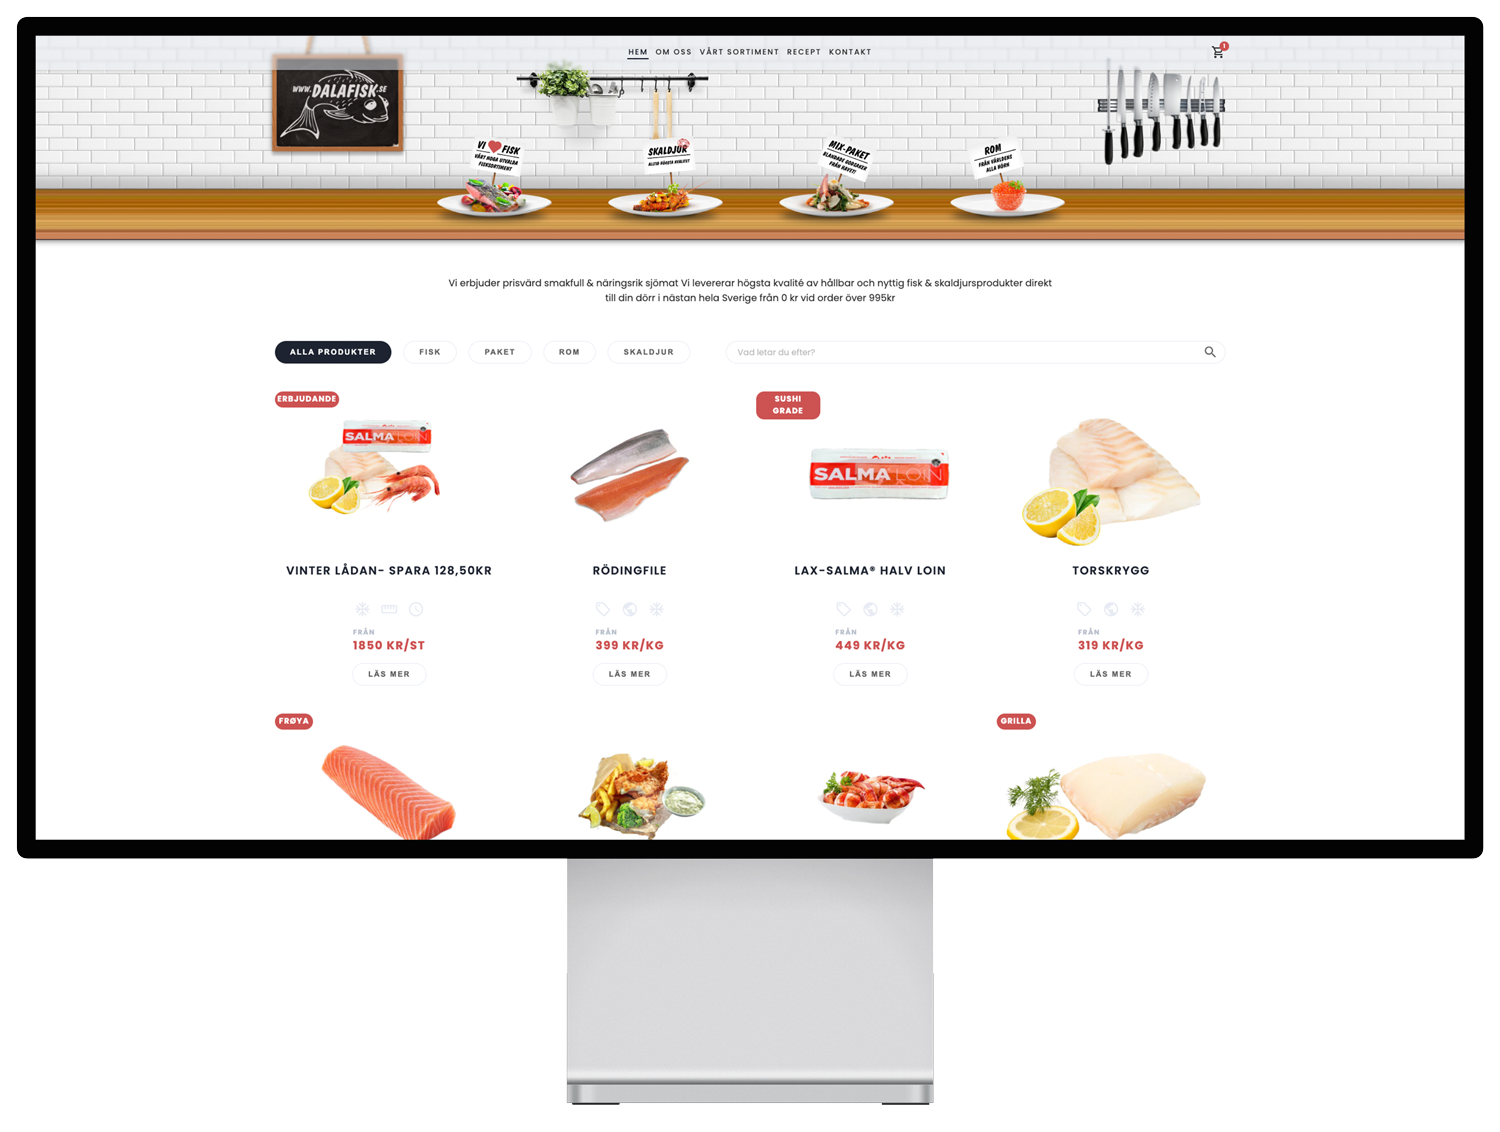 HEM OM OSS VÅRT SORTIMENT RECEPT KONTAKT
1
WWW.DALAFISK.SE
VI FISK
VÅRT NOGA UTVALDA
FISKSORTIMENT
SKALDJUR
ALLTID HÖGSTA KVALITET
MIX-PAKET
BLANDADE GODSAKER
FRÅN HAVET!
ROM
FRÅN VÄRLDENS
ALLA HÖRN
Vi erbjuder prisvärd smakfull & näringsrik sjömat Vi levererar högsta kvalité av hållbar och nyttig fisk & skaldjursprodukter direkt
till din dörr i nästan hela Sverige från 0 kr vid order över 995kr
ALLA PRODUKTER FISK PAKET ROM SKALDJUR Vad letar du efter?
ERBJUDANDE
SUSHI
GRADE
SALMA LOIN
SALMA LOIN
VINTER LÅDAN- SPARA 128,50KR
RÖDINGFILE
LAX-SALMA® HALV LOIN
TORSKRYGG
FRÅN
1850 KR/ST
LÄS MER
FRÅN
399 KR/KG
LÄS MER
FRÅN
449 KR/KG
LÄS MER
FRÅN
319 KR/KG
LÄS MER
FRØYA
GRILLA